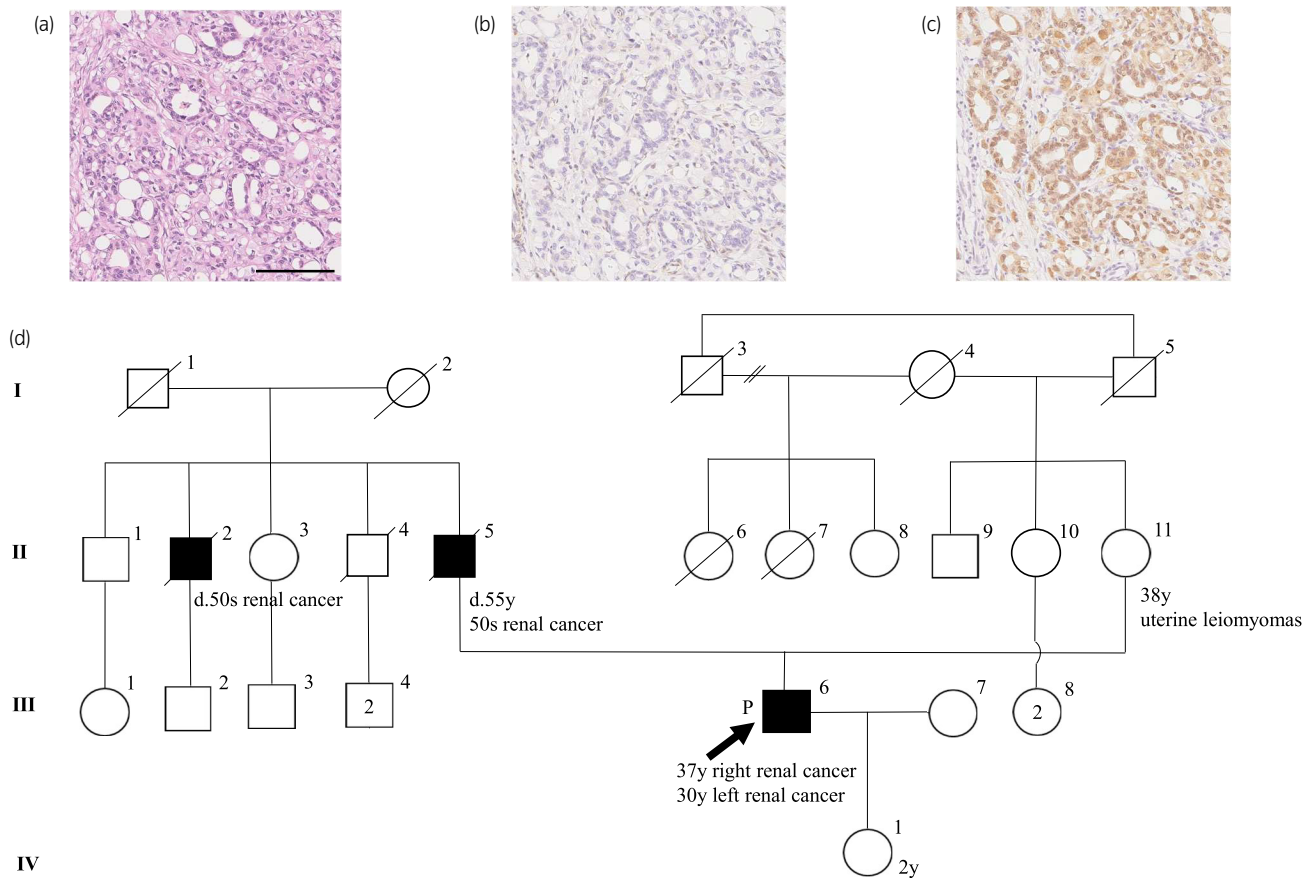 (a)
(b)
(c)
(d)
I
1
2
3
4
5
II
1
2
3
4
5
6
7
8
9
10
11
d.50s renal cancer
d.55y
50s renal cancer
38y
uterine leiomyomas
III
1
2
3
2
4
P
6
7
2
8
37y right renal cancer
30y left renal cancer
IV
1
2y